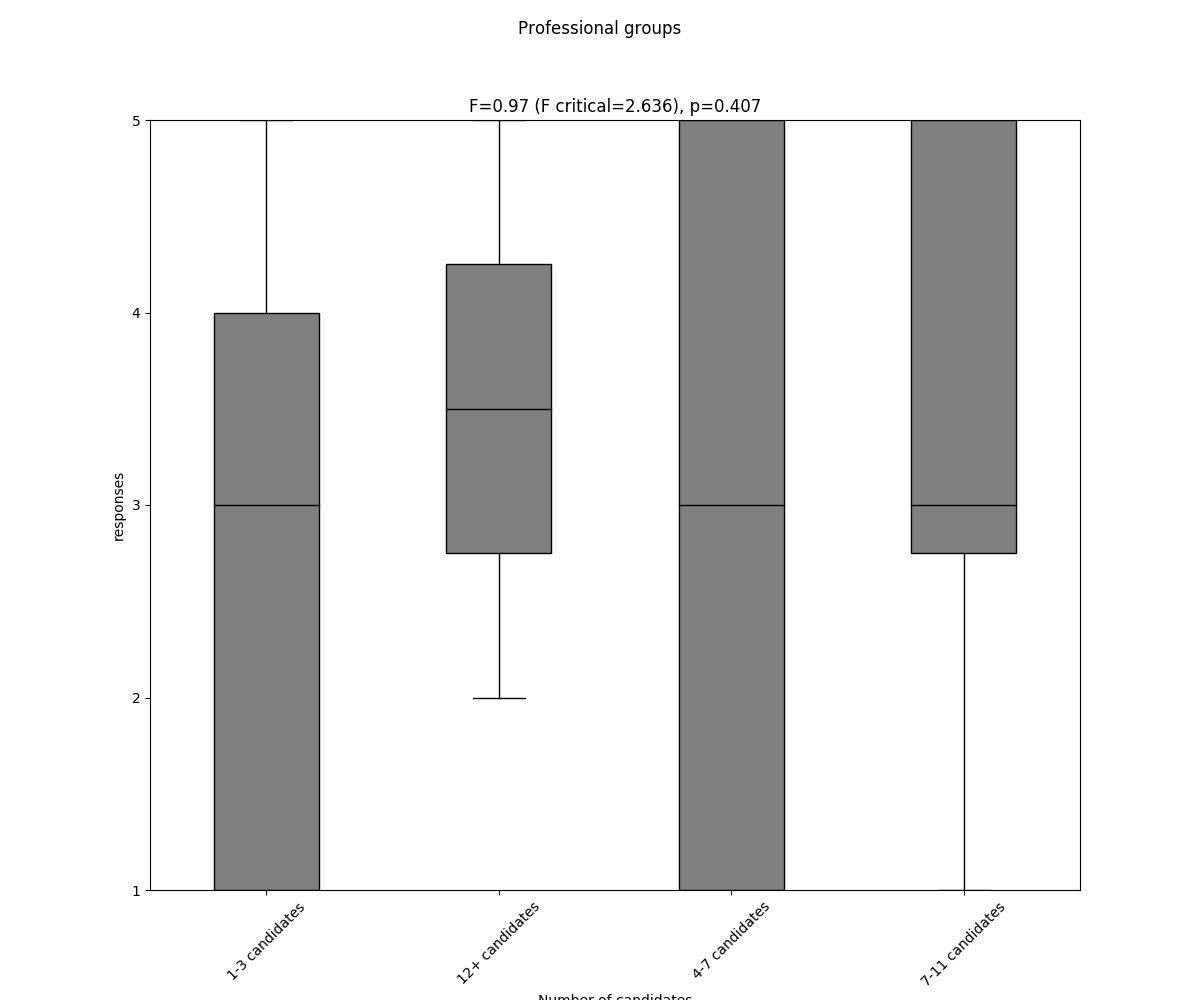 Professional groups
F=0.97 (F critical=2.636), p=0.407
5
4
3
2
1
responses
1-3 candidates
12+ candidates
4-7 candidates
7-11 candidates
Number of candidates